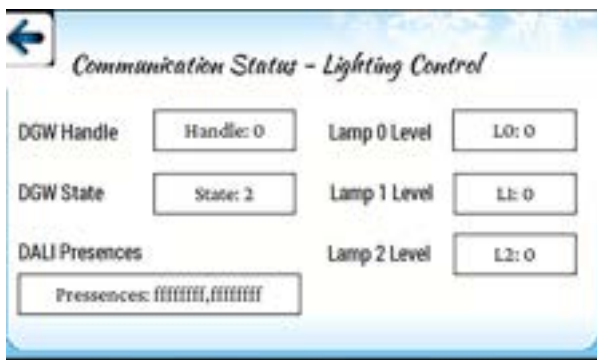 Communication Status - Lighting Control
DGW Handle
Handle: 0
Lamp 0 Level
L0: 0
DGW State
State: 2
Lamp 1 Level
L1: 0
DALI Presences
Lamp 2 Level
L2: 0
Pressences: ffffffff,ffffffff